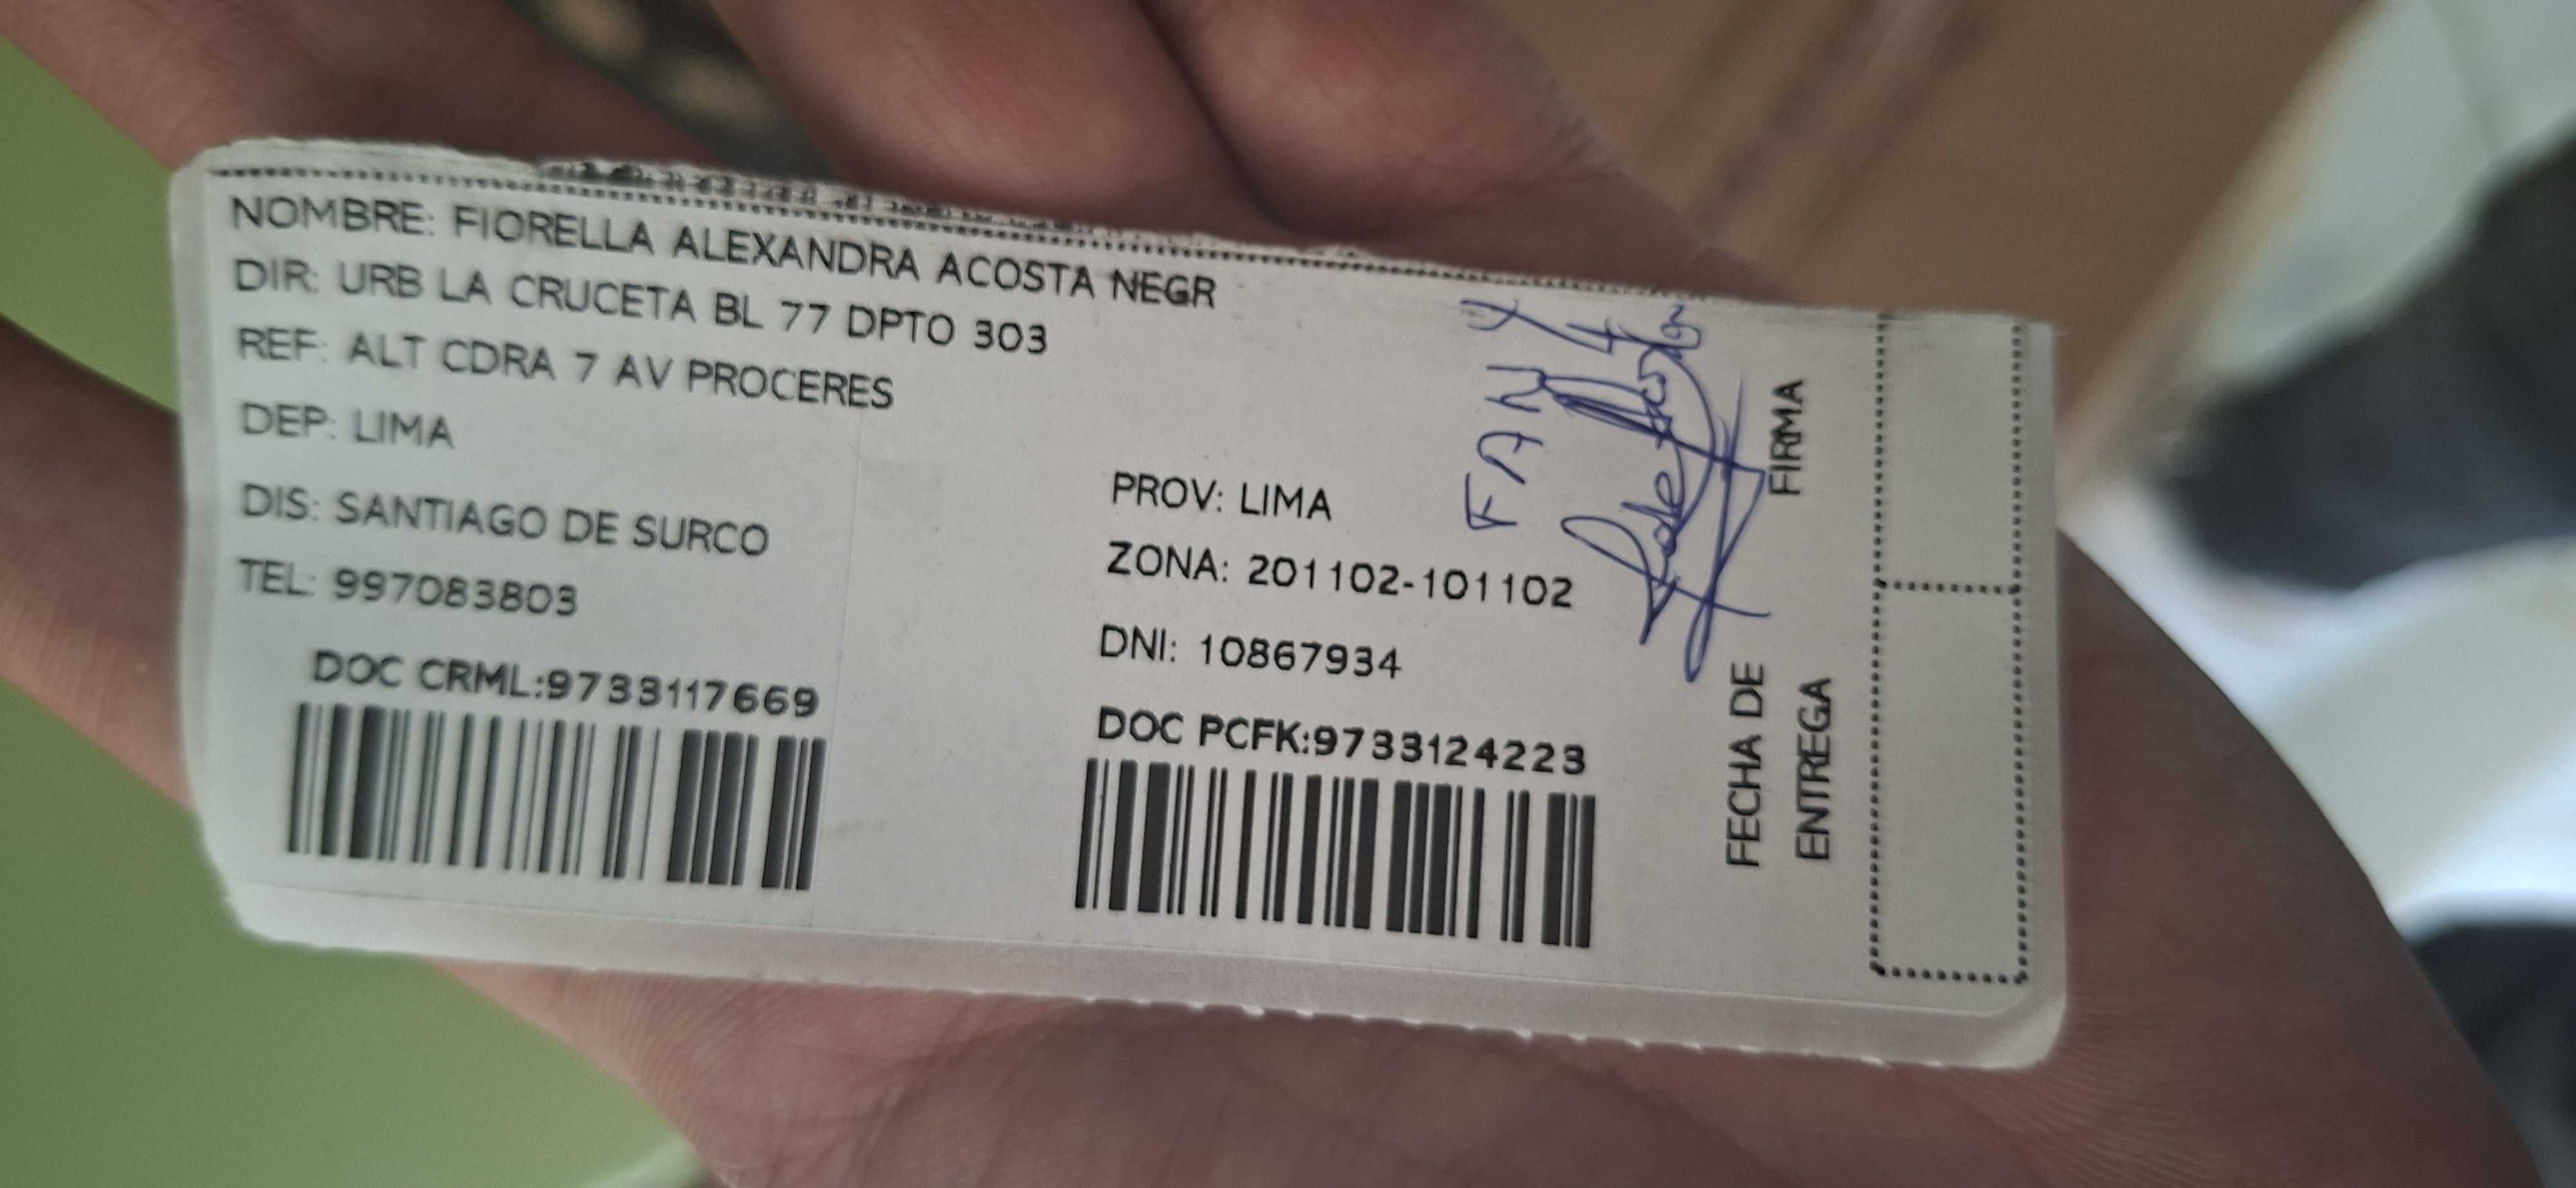 NOMBRE: FIORELLA ALEXANDRA ACOSTA NEGR
DIR: URB LA CRUCETA BL 77 DPTO 303
REF: ALT CDRA 7 AV PROCERES
DEP: LIMA
PROV: LIMA
DIS: SANTIAGO DE SURCO
ZONA: 201102-101102
TEL: 997083803
DNI: 10867934
DOC CRML:9733117669
DOC PCFK:9733124223
FIRMA
FECHA DE
ENTREGA